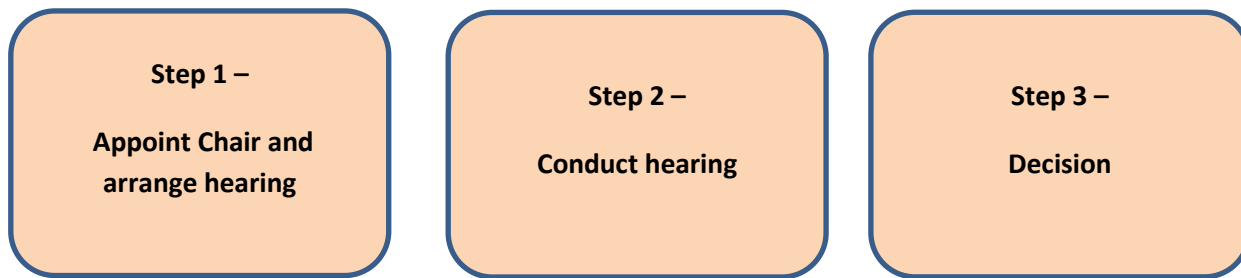 Step 1 –
Appoint Chair and
arrange hearing
Step 2 –
Conduct hearing
Step 3 –
Decision